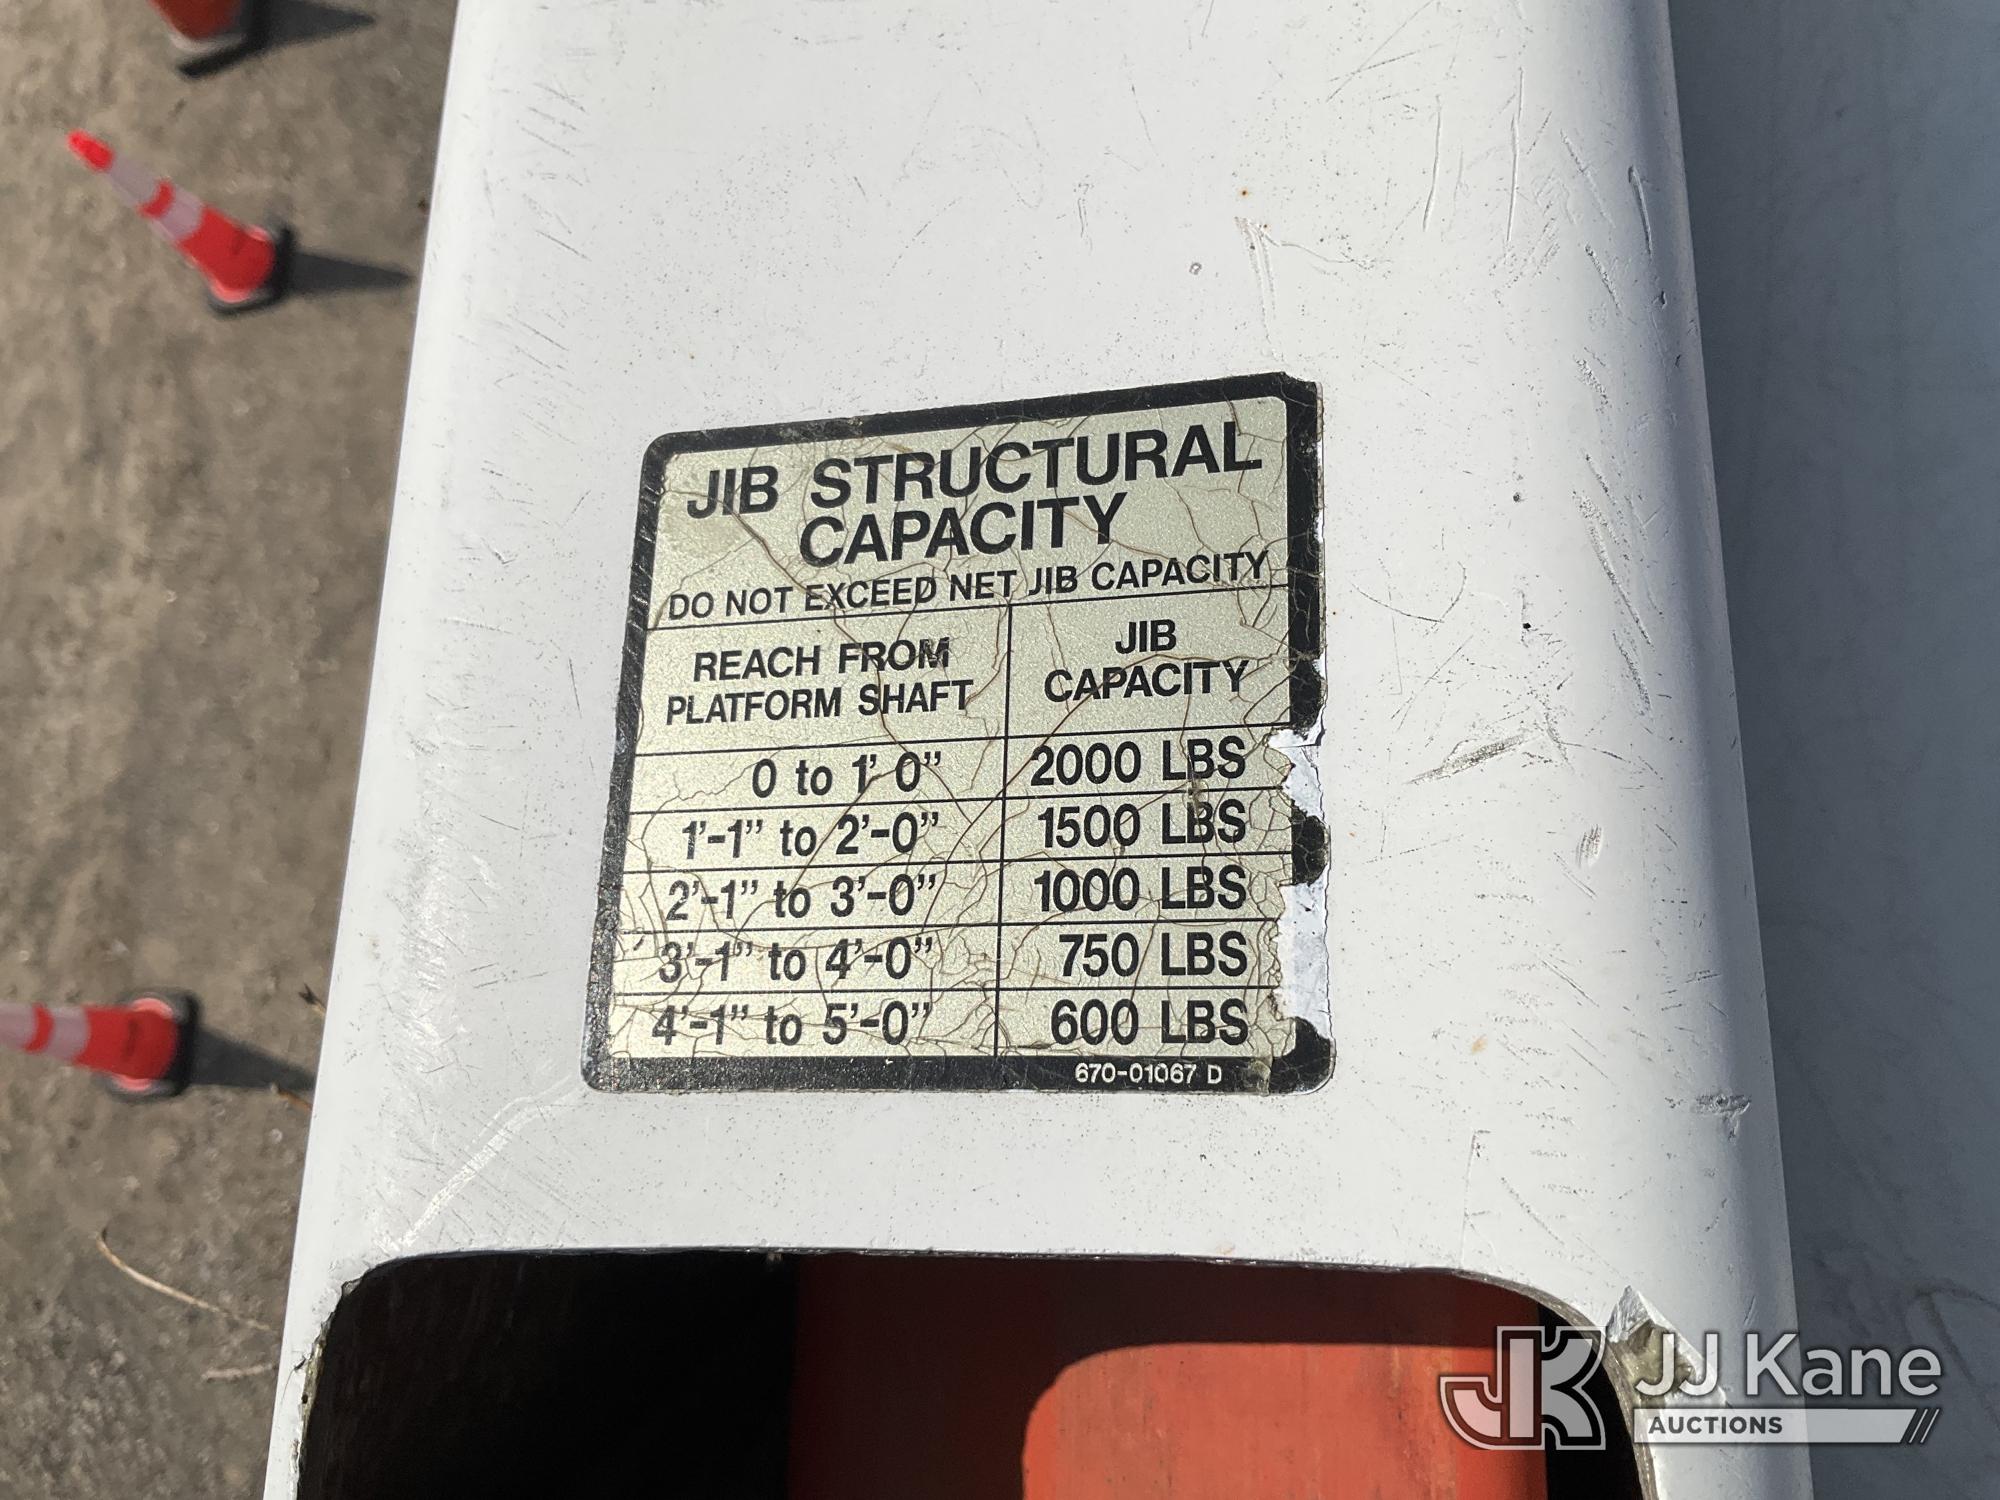 JIB STRUCTURAL
CAPACITY
DO NOT EXCEED NET JIB CAPACITY
REACH FROM PLATFORM SHAFT JIB CAPACITY
0 to 1' 0" 2000 LBS
1'-1" to 2'-0" 1500 LBS
2'-1" to 3'-0" 1000 LBS
3'-1" to 4'-0" 750 LBS
4'-1" to 5'-0" 600 LBS
670-01067 D
JK JJ Kane
AUCTIONS